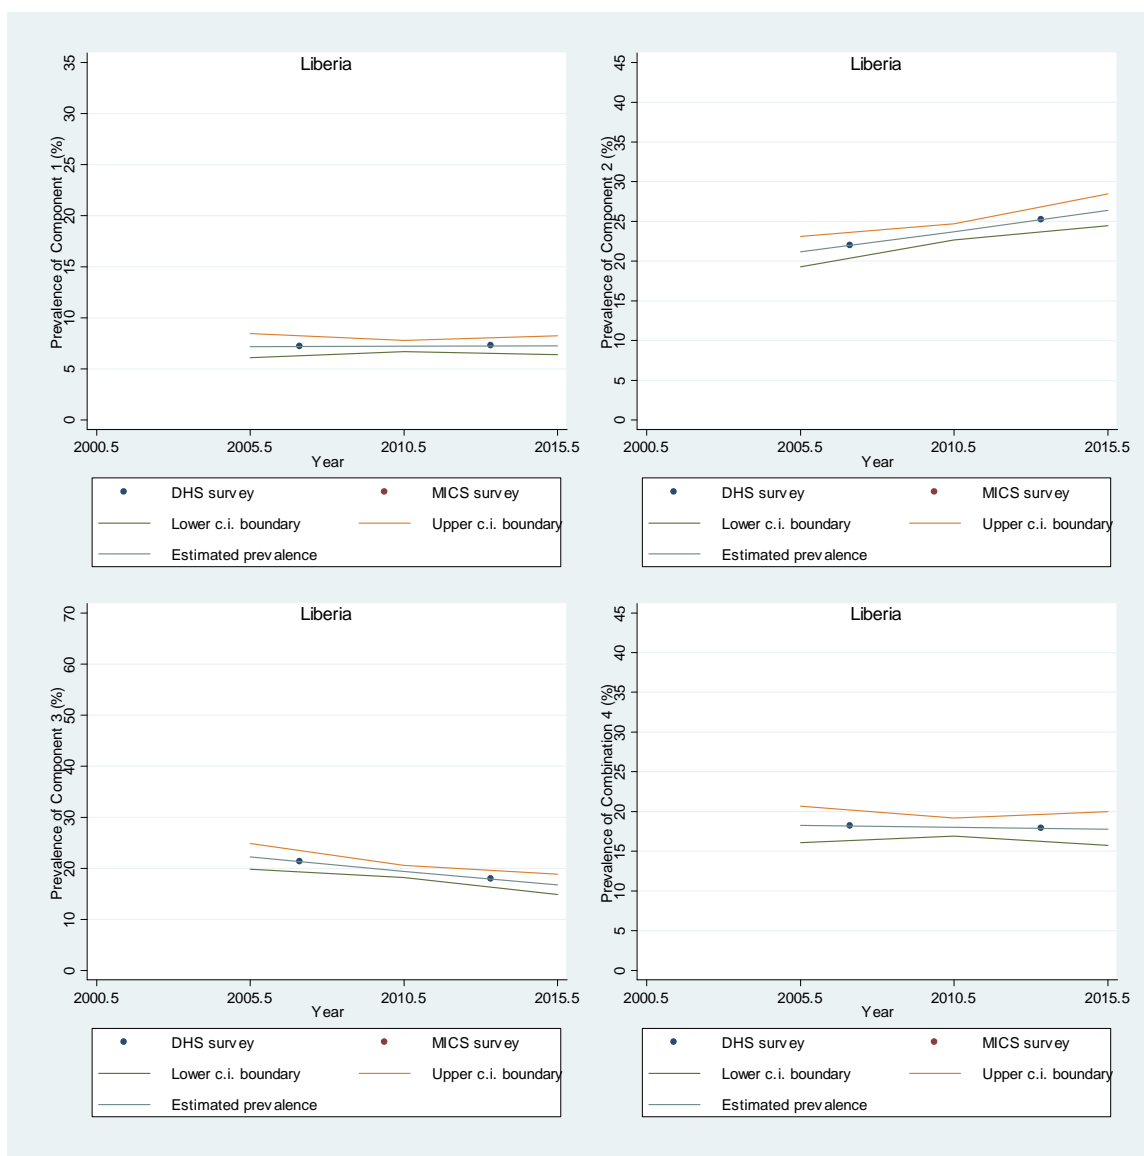 Liberia
Prevalence of Component 1 (%)
35
30
25
20
15
10
5
0
2000.5 2005.5 2010.5 2015.5
Year
DHS survey MICS survey
Lower c.i. boundary Upper c.i. boundary
Estimated prevalence
Liberia
Prevalence of Component 2 (%)
45
40
35
30
25
20
15
10
5
0
2000.5 2005.5 2010.5 2015.5
Year
DHS survey MICS survey
Lower c.i. boundary Upper c.i. boundary
Estimated prevalence
Liberia
Prevalence of Component 3 (%)
70
60
50
40
30
20
10
0
2000.5 2005.5 2010.5 2015.5
Year
DHS survey MICS survey
Lower c.i. boundary Upper c.i. boundary
Estimated prevalence
Liberia
Prevalence of Combination 4 (%)
45
40
35
30
25
20
15
10
5
0
2000.5 2005.5 2010.5 2015.5
Year
DHS survey MICS survey
Lower c.i. boundary Upper c.i. boundary
Estimated prevalence